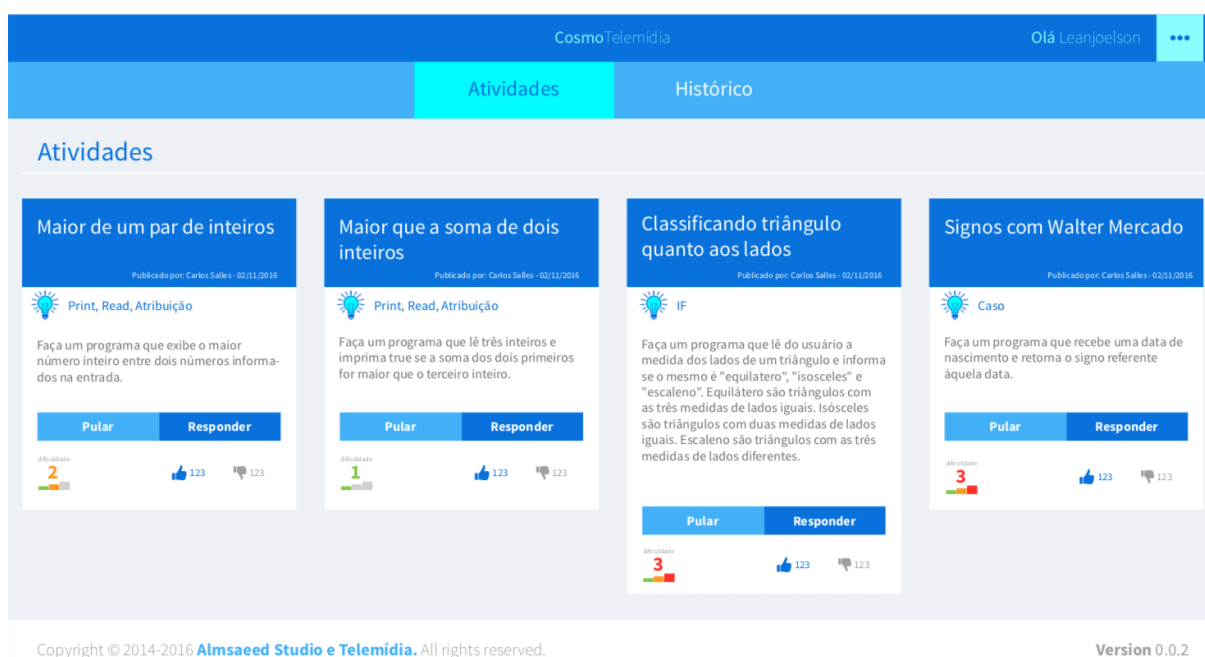 CosmoTelemídia
Olá Leanjoelson
Atividades
Histórico
Atividades
Maior de um par de inteiros
Publicado por: Carlos Salles - 02/11/2016
Print, Read, Atribuição
Faça um programa que exibe o maior
número inteiro entre dois números informa-
dos na entrada.
Pular
Responder
dificuldade
2
123
123
Maior que a soma de dois
inteiros
Publicado por: Carlos Salles - 02/11/2016
Print, Read, Atribuição
Faça um programa que lê três inteiros e
imprima true se a soma dos dois primeiros
for maior que o terceiro inteiro.
Pular
Responder
dificuldade
1
123
123
Classificando triângulo
quanto aos lados
Publicado por: Carlos Salles - 02/11/2016
IF
Faça um programa que lê do usuário a
medida dos lados de um triângulo e informa
se o mesmo é "equilatero", "isosceles" e
"escaleno". Equilátero são triângulos com
as três medidas de lados iguais. Isósceles
são triângulos com duas medidas de lados
iguais. Escaleno são triângulos com as três
medidas de lados diferentes.
Pular
Responder
dificuldade
3
123
123
Signos com Walter Mercado
Publicado por: Carlos Salles - 02/11/2016
Caso
Faça um programa que recebe uma data de
nascimento e retorna o signo referente
àquela data.
Pular
Responder
dificuldade
3
123
123
Copyright © 2014-2016 Almsaeed Studio e Telemídia. All rights reserved.
Version 0.0.2